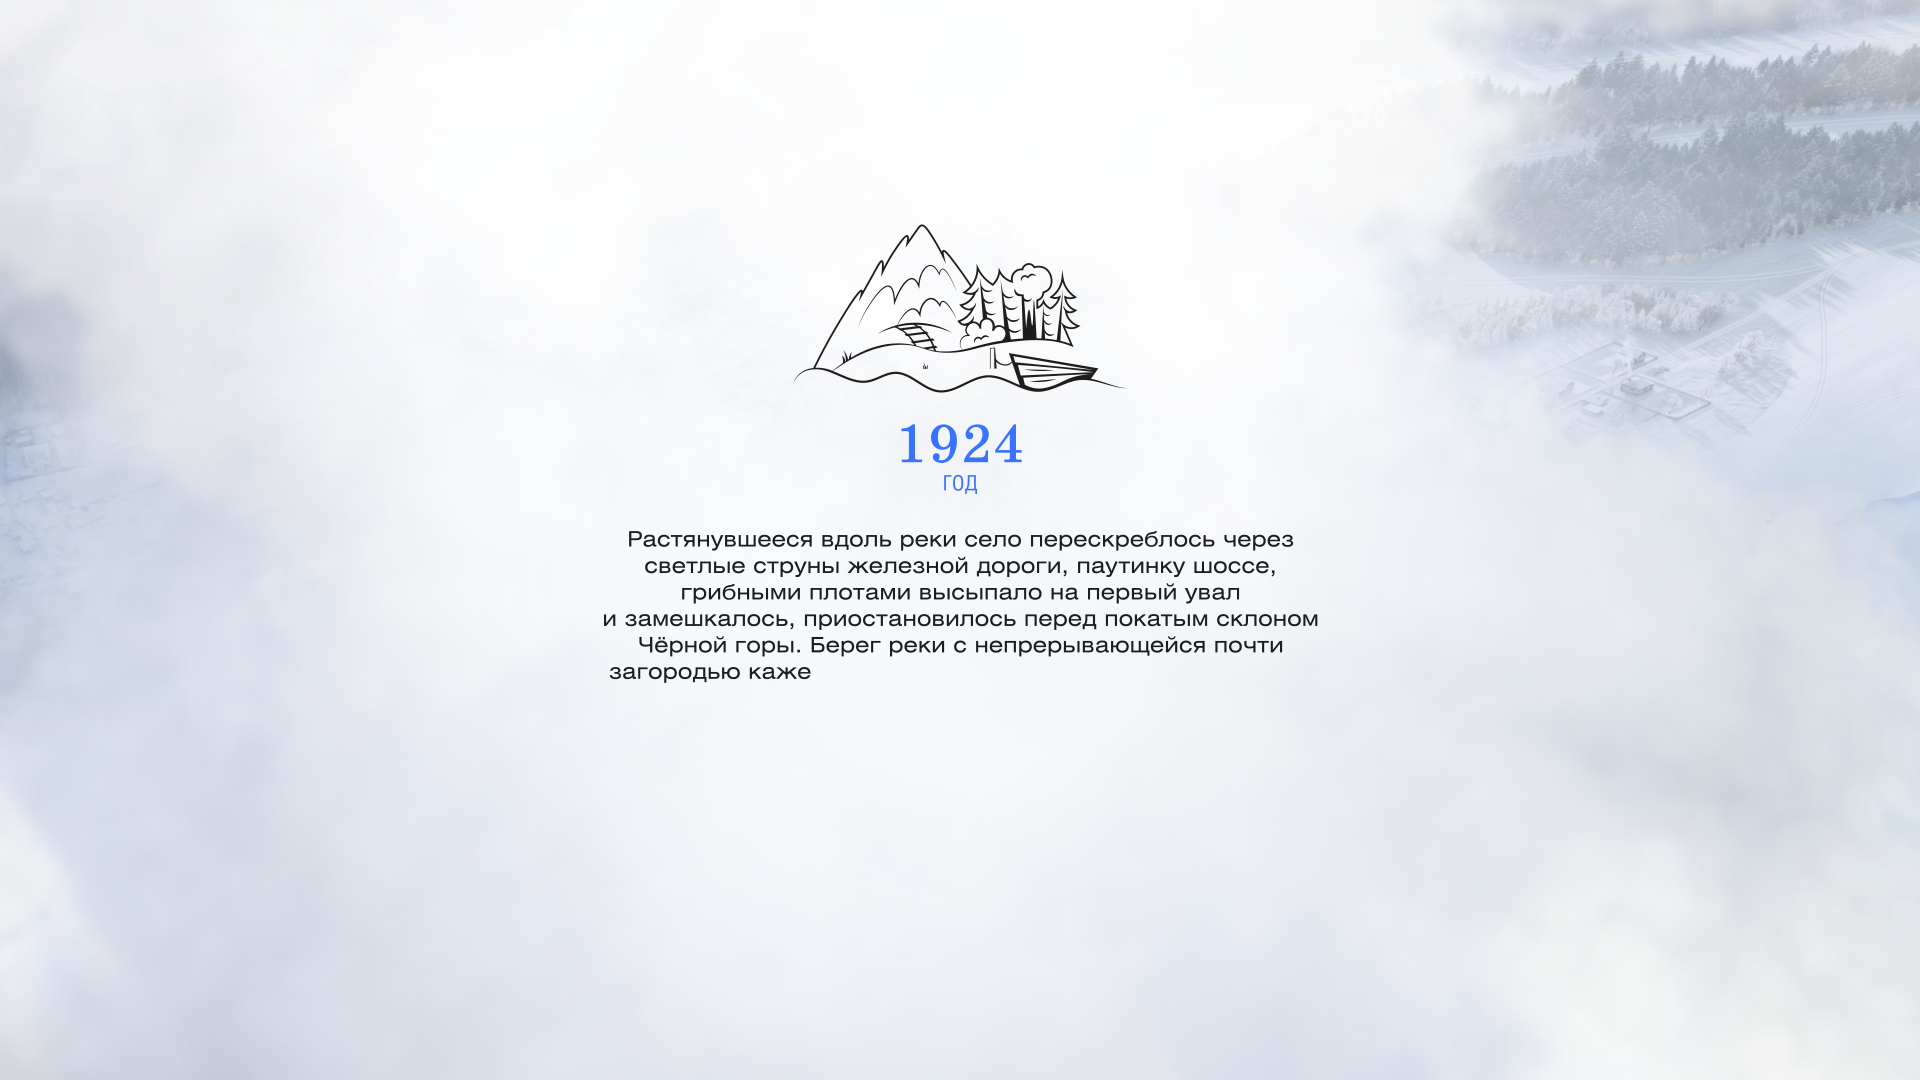 1924
ГОД
Растянувшееся вдоль реки село перескреблось через
светлые струны железной дороги, паутинку шоссе,
грибными плотами высыпало на первый увал
и замешкалось, приостановилось перед покатым склоном
Чёрной горы. Берег реки с непрерывающейся почти
загородью каже